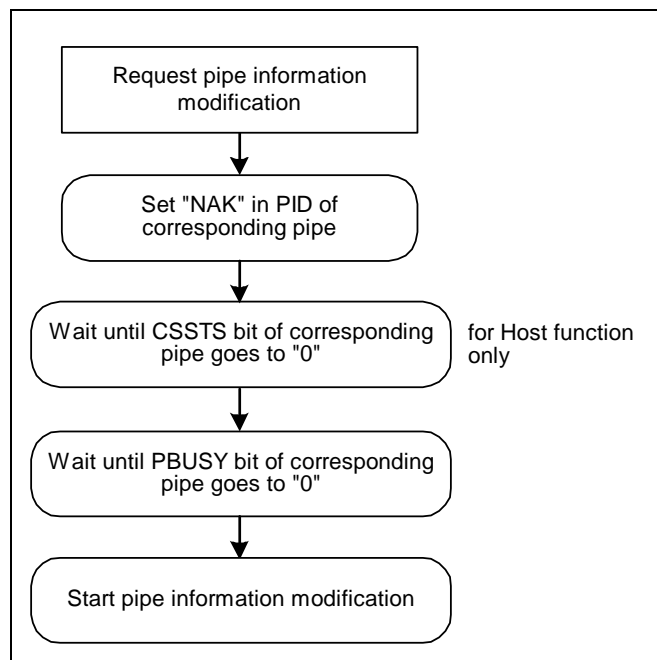 Request pipe information
modification
Set "NAK" in PID of
corresponding pipe
Wait until CSSTS bit of corresponding
pipe goes to "0"
for Host function
only
Wait until PBUSY bit of corresponding
pipe goes to "0"
Start pipe information modification